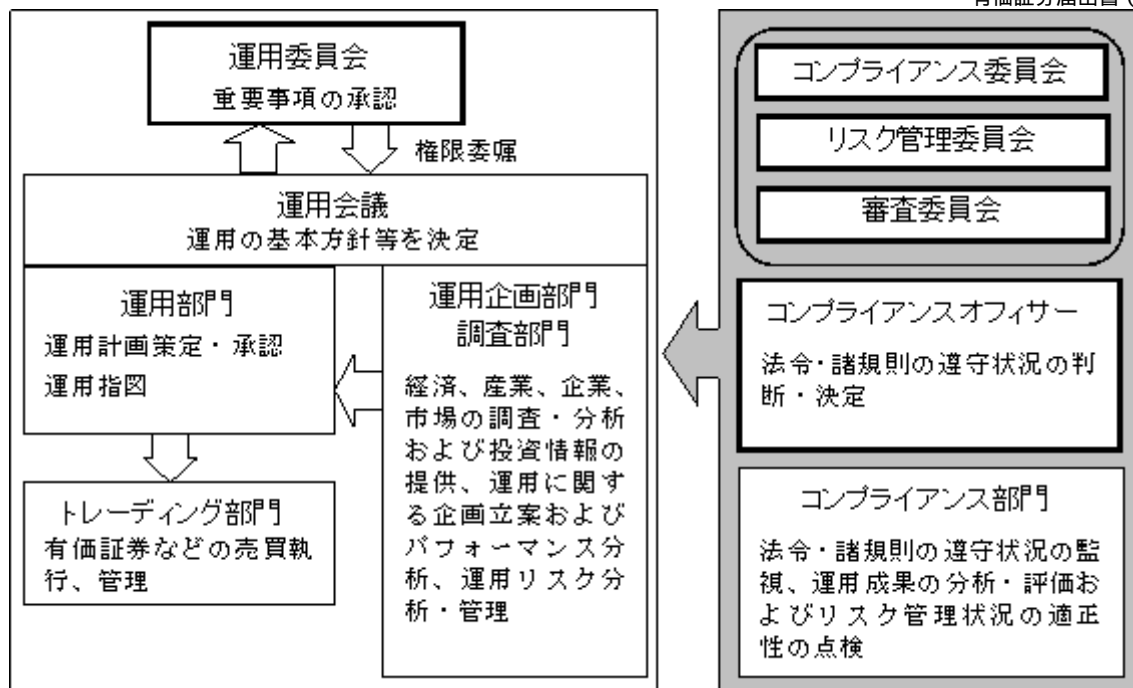 運用委員会
重要事項の承認
権限委嘱
運用会議
運用の基本方針等を決定
運用部門
運用計画策定・承認
運用指図
運用企画部門
調査部門
経済、産業、企業、
市場の調査・分析
および投資情報の
提供、運用に関す
る企画立案および
パフォーマンス分
析、運用リスク分
析・管理
トレーディング部門
有価証券などの売買執
行、管理
コンプライアンス委員会
リスク管理委員会
審査委員会
コンプライアンスオフィサー
法令・諸規則の遵守状況の判
断・決定
コンプライアンス部門
法令・諸規則の遵守状況の監
視、運用成果の分析・評価お
よびリスク管理状況の適正
性の点検